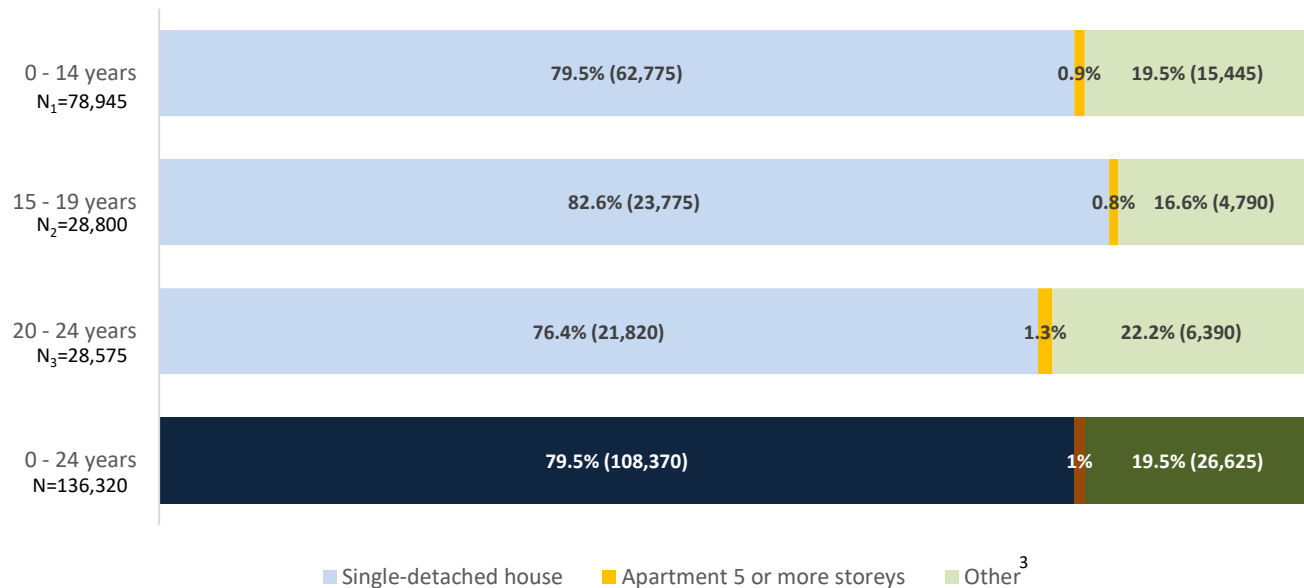 0 - 14 years
N₁=78,945
79.5% (62,775)
0.9%
19.5% (15,445)
15 - 19 years
N₂=28,800
82.6% (23,775)
0.8%
16.6% (4,790)
20 - 24 years
N₃=28,575
76.4% (21,820)
1.3%
22.2% (6,390)
0 - 24 years
N=136,320
79.5% (108,370)
1%
19.5% (26,625)
Single-detached house
Apartment 5 or more storeys
Other³